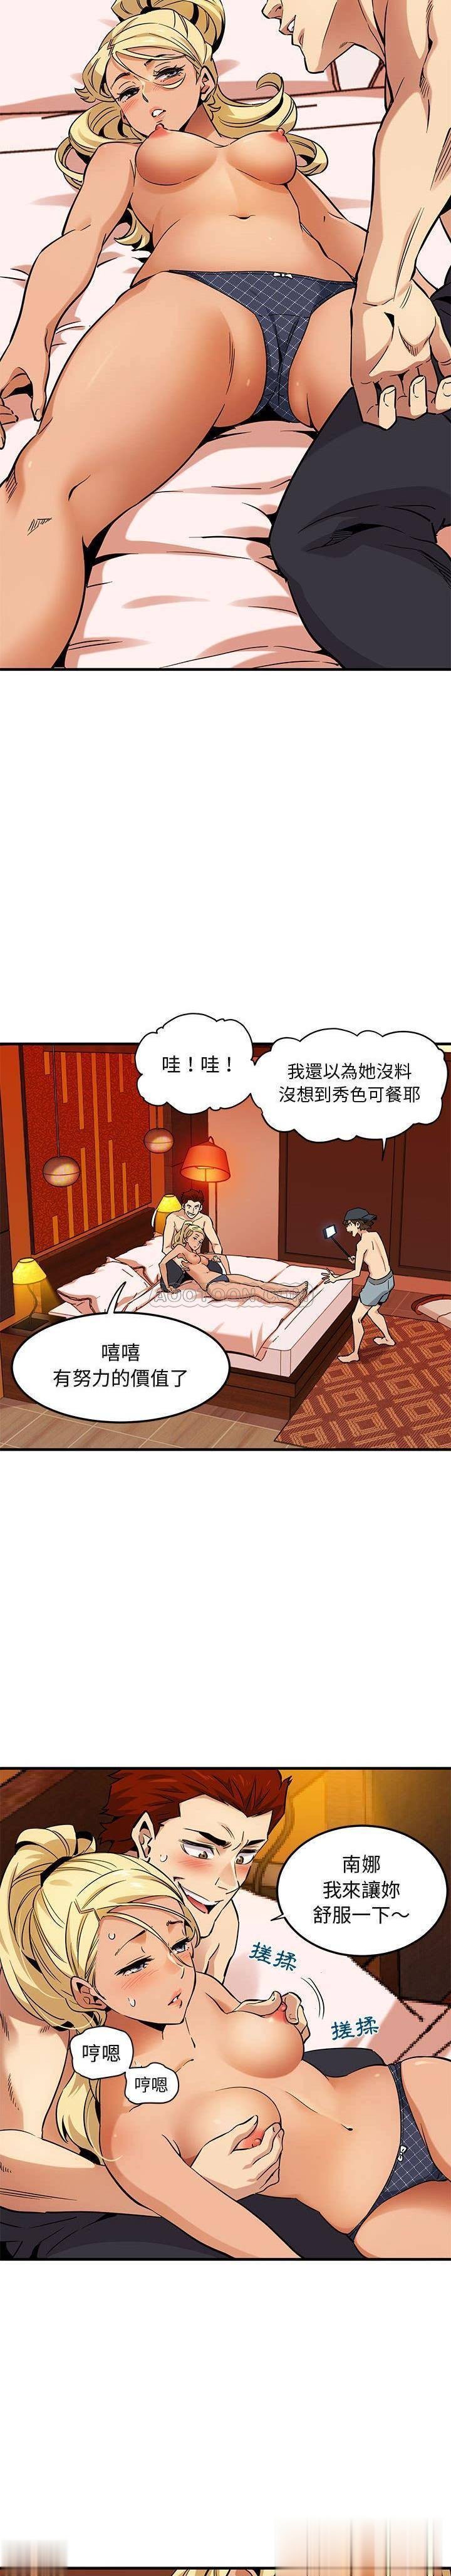 哇！哇！
我還以為她沒料
沒想到秀色可餐耶
嘻嘻
有努力的價值了
南娜
我來讓妳
舒服一下～
搓揉
搓揉
哼嗯
哼嗯